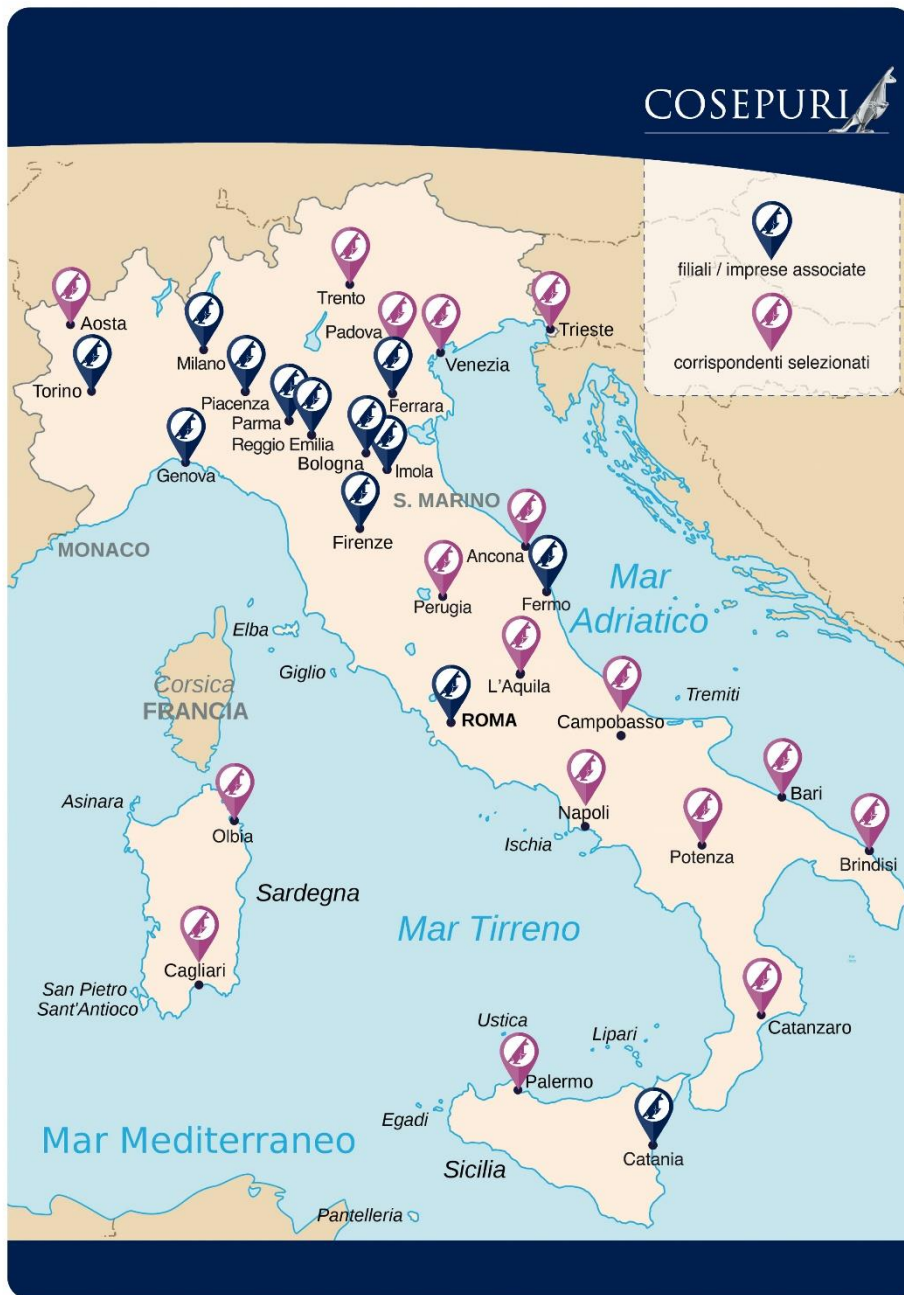 COSEPURI
filiali / imprese associate
corrispondenti selezionati
Trento
Aosta
Padova
Trieste
Venezia
Milano
Torino
Piacenza
Ferrara
Parma
Reggio Emilia
Bologna
Imola
Genova
S. MARINO
Firenze
MONACO
Ancona
Mar
Adriatico
Perugia
Fermo
Elba
Giglio
L'Aquila
Corsica
FRANCIA
Tremiti
ROMA
Campobasso
Asinara
Olbia
Napoli
Bari
Ischia
Potenza
Brindisi
Sardegna
Mar Tirreno
Cagliari
San Pietro
Sant'Antioco
Ustica
Lipari
Catanzaro
Palermo
Egadi
Mar Mediterraneo
Sicilia
Catania
Pantelleria